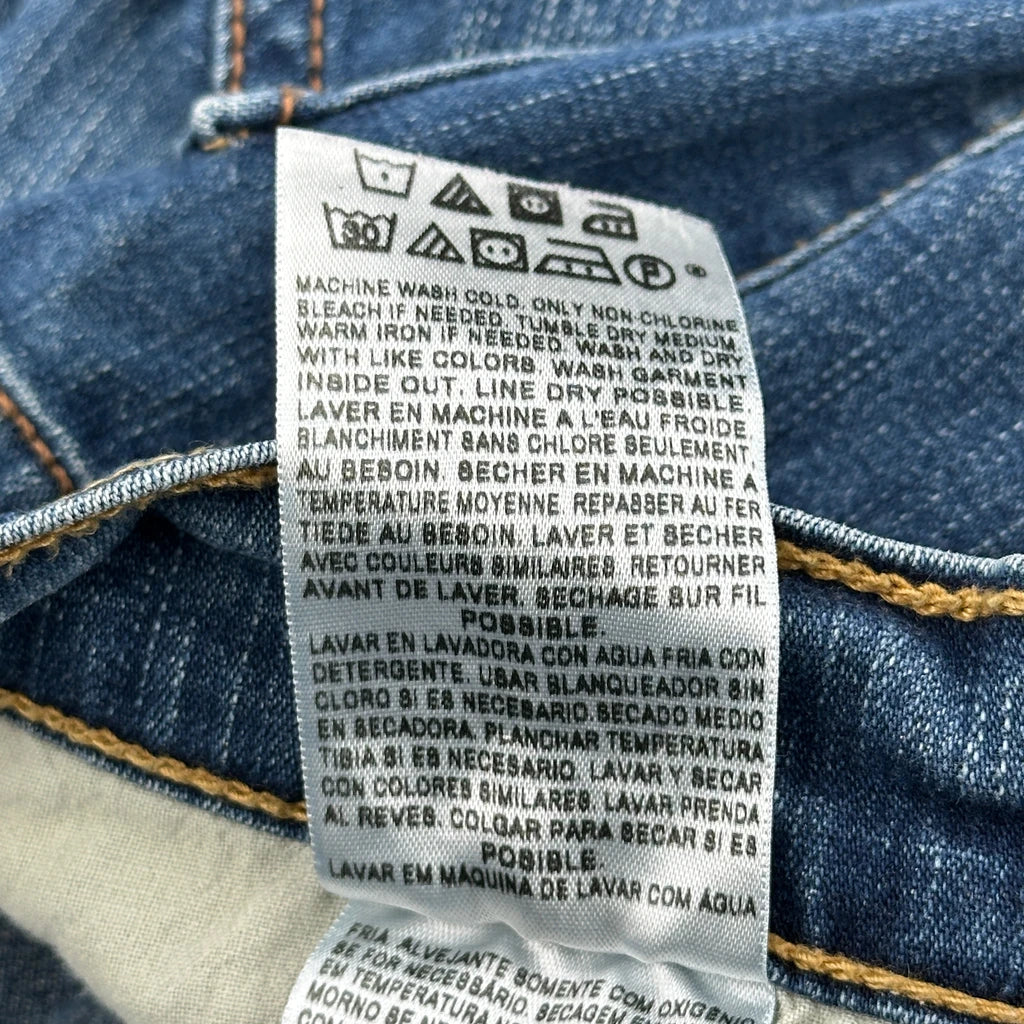 30
P
MACHINE WASH COLD. ONLY NON-CHLORINE
BLEACH IF NEEDED. TUMBLE DRY MEDIUM.
WARM IRON IF NEEDED. WASH AND DRY
WITH LIKE COLORS. WASH GARMENT
INSIDE OUT. LINE DRY POSSIBLE.
LAVER EN MACHINE A L'EAU FROIDE.
BLANCHIMENT SANS CHLORE SEULEMENT,
AU BESOIN. SECHER EN MACHINE A
TEMPERATURE MOYENNE. REPASSER AU FER
TIEDE AU BESOIN. LAVER ET SECHER
AVEC COULEURS SIMILAIRES. RETOURNER
AVANT DE LAVER. SECHAGE SUR FIL
POSSIBLE.
LAVAR EN LAVADORA CON AGUA FRIA CON
DETERGENTE. USAR BLANQUEADOR SIN
CLORO SI ES NECESARIO. SECADO MEDIO
EN SECADORA. PLANCHAR TEMPERATURA
TIBIA SI ES NECESARIO. LAVAR Y SECAR
CON COLORES SIMILARES. LAVAR PRENDA
AL REVES. COLGAR PARA SECAR SI ES
POSIBLE.
LAVAR EM MÁQUINA DE LAVAR COM ÁGUA
FRIA. ALVEJANTE SOMENTE COM OXIGENIO
SE FOR NECESSÁRIO. SECAGEM
EM TEMPERATURA
MORNO SE